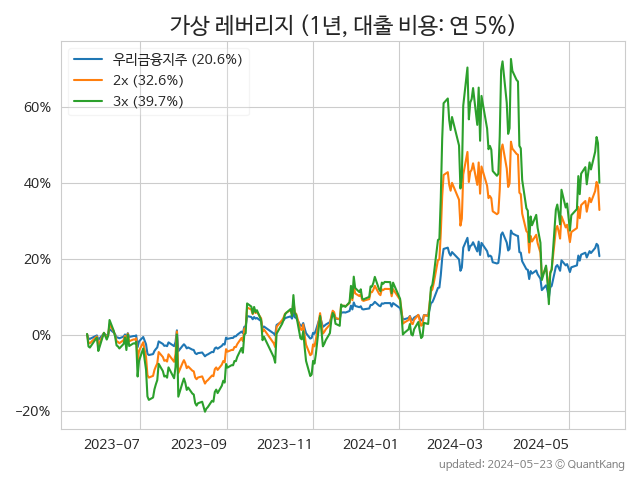 가상 레버리지 (1년, 대출 비용: 연 5%)
우리금융지주 (20.6%)
2x (32.6%)
3x (39.7%)
60%
40%
20%
0%
−20%
2023-07
2023-09
2023-11
2024-01
2024-03
2024-05
updated: 2024-05-23 ⓒ QuantKang